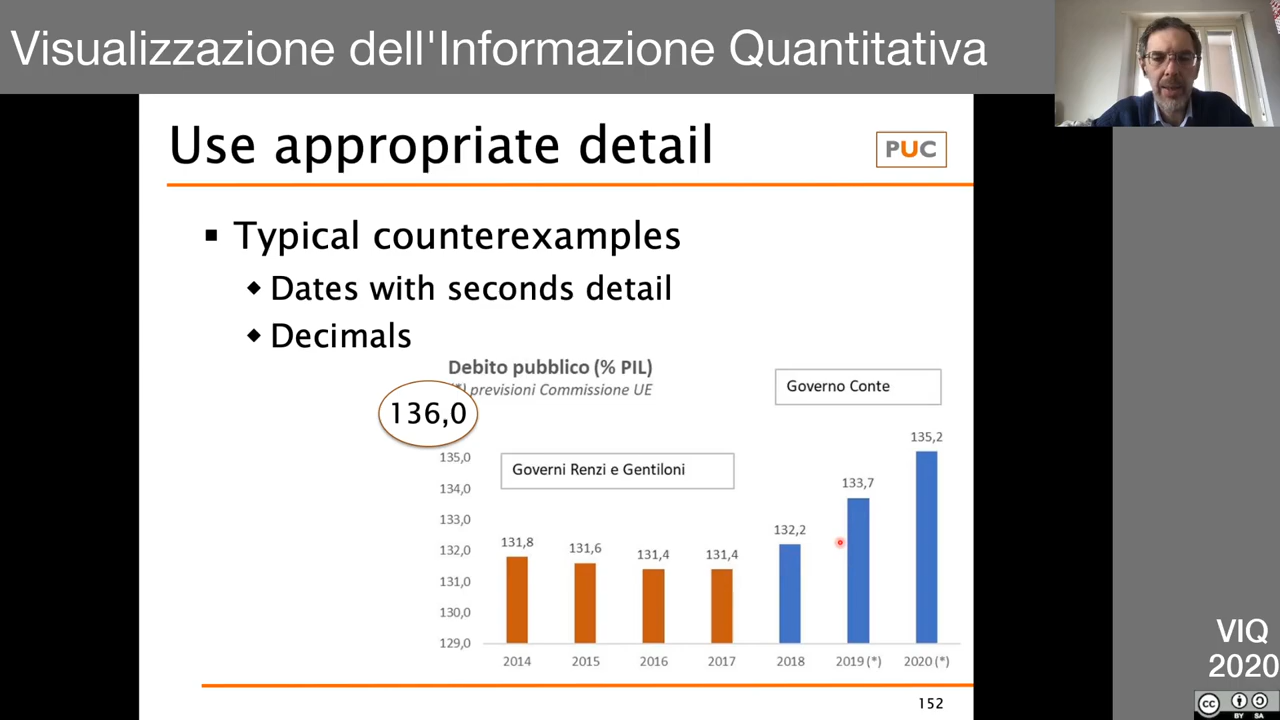 Visualizzazione dell'Informazione Quantitativa
Use appropriate detail
PUC
Typical counterexamples
Dates with seconds detail
Decimals
Debito pubblico (% PIL)
(*) previsioni Commissione UE
Governo Conte
136,0
135,0
134,0
133,0
132,0
131,0
130,0
129,0
Governi Renzi e Gentiloni
131,8
131,6
131,4
131,4
132,2
133,7
135,2
2014
2015
2016
2017
2018
2019 (*)
2020 (*)
152
VIQ
2020
cc
BY SA